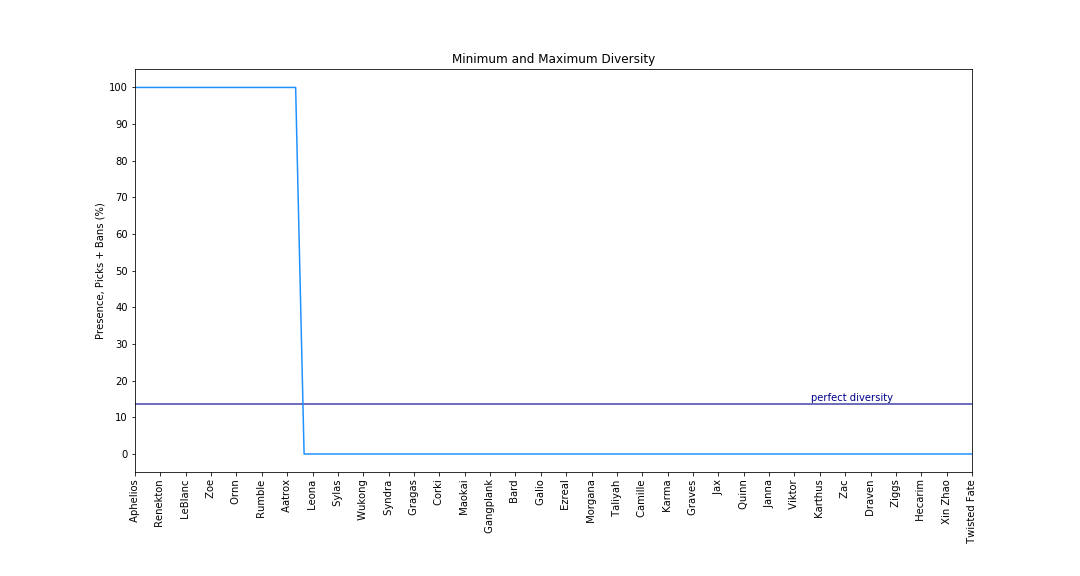 Minimum and Maximum Diversity
Presence, Picks + Bans (%)
100
90
80
70
60
50
40
30
20
10
0
perfect diversity
Aphelios
Renekton
LeBlanc
Zoe
Ornn
Rumble
Aatrox
Leona
Sylas
Wukong
Syndra
Gragas
Corki
Maokai
Gangplank
Bard
Galio
Ezreal
Morgana
Taliyah
Camille
Karma
Graves
Jax
Quinn
Janna
Viktor
Karthus
Zac
Draven
Ziggs
Hecarim
Xin Zhao
Twisted Fate